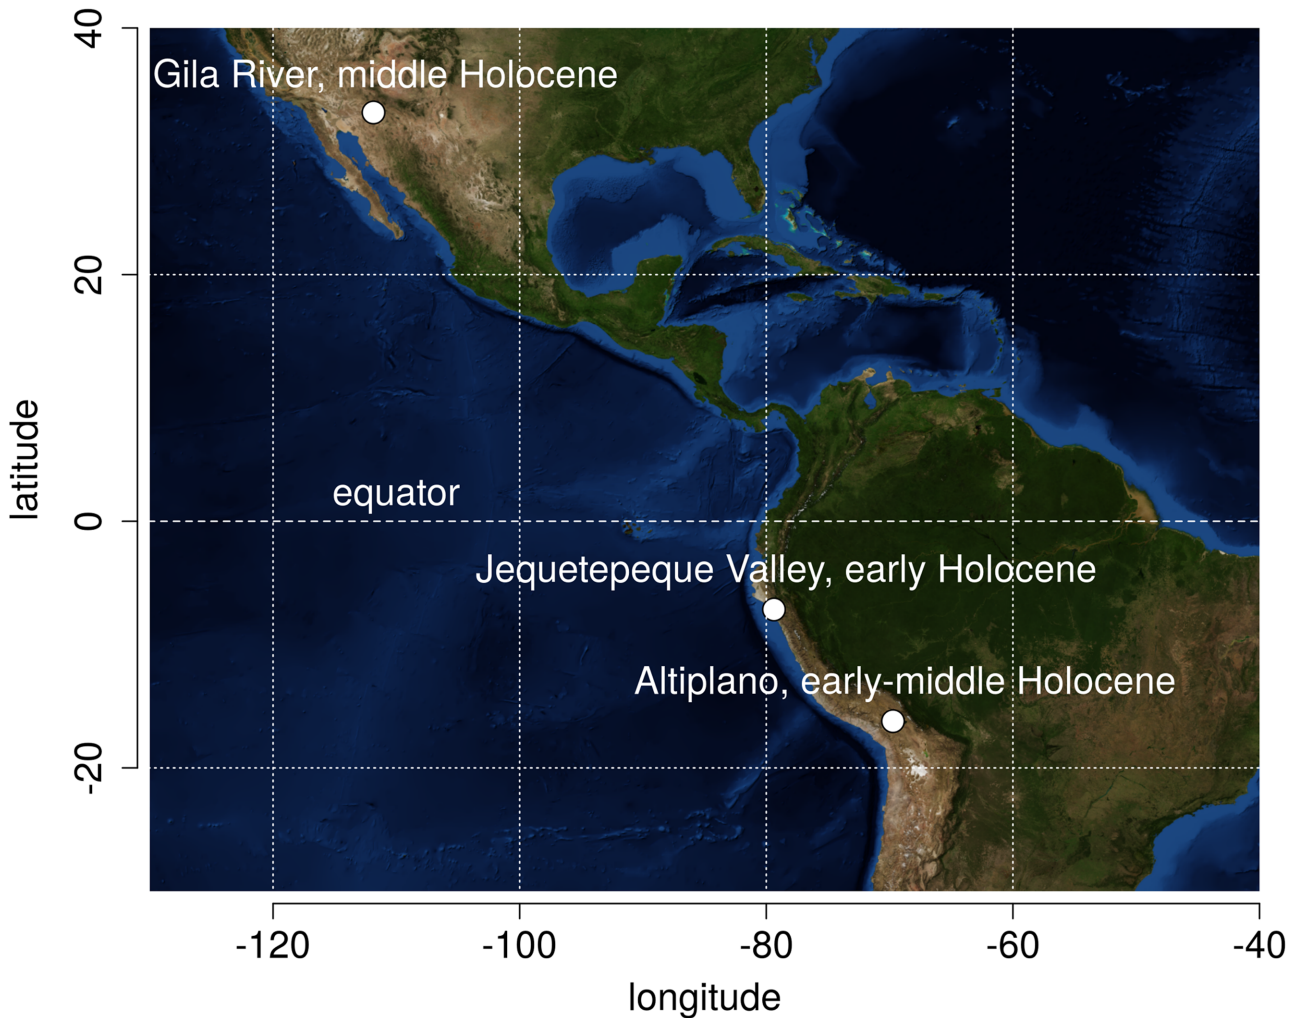 40
Gila River, middle Holocene
20
latitude
equator
0
Jequetepeque Valley, early Holocene
Altiplano, early-middle Holocene
-20
-120 -100 -80 -60 -40
longitude